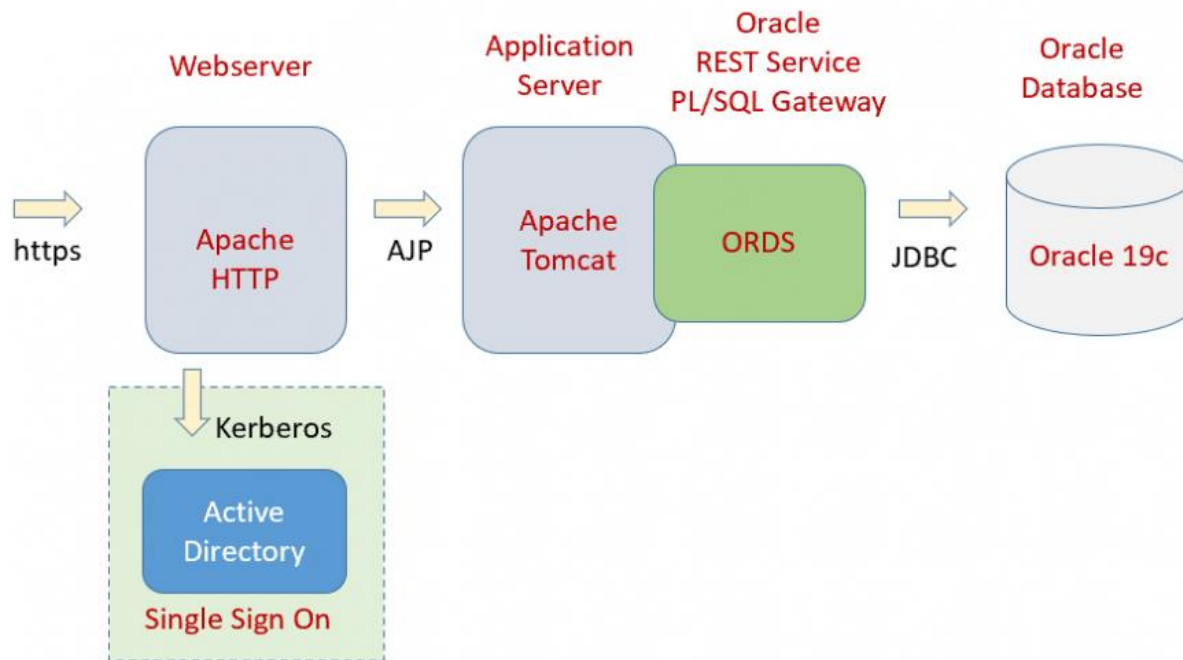 Webserver
Application
Server
Oracle
REST Service
PL/SQL Gateway
Oracle
Database
https
Apache
HTTP
AJP
Apache
Tomcat
ORDS
JDBC
Oracle 19c
Kerberos
Active
Directory
Single Sign On